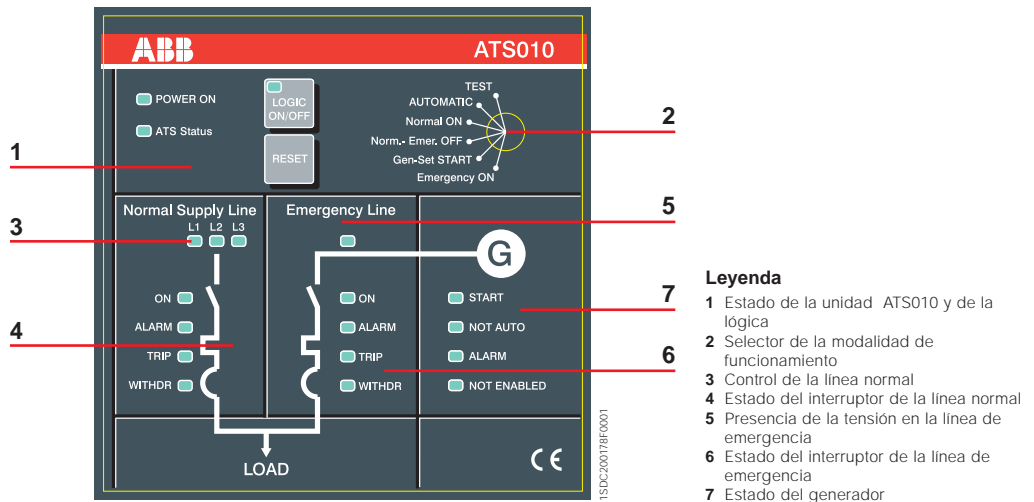 ABB
ATS010
POWER ON
ATS Status
LOGIC
ON/OFF
RESET
TEST
AUTOMATIC
Normal ON
Norm.- Emer. OFF
Gen-Set START
Emergency ON
1
2
Normal Supply Line
L1 L2 L3
Emergency Line
3
5
G
ON
ALARM
TRIP
WITHDR
4
ON
ALARM
TRIP
WITHDR
START
NOT AUTO
ALARM
NOT ENABLED
7
6
LOAD
CE
1SDC200178F0001
Leyenda
1 Estado de la unidad ATS010 y de la
lógica
2 Selector de la modalidad de
funcionamiento
3 Control de la línea normal
4 Estado del interruptor de la línea normal
5 Presencia de la tensión en la línea de
emergencia
6 Estado del interruptor de la línea de
emergencia
7 Estado del generador